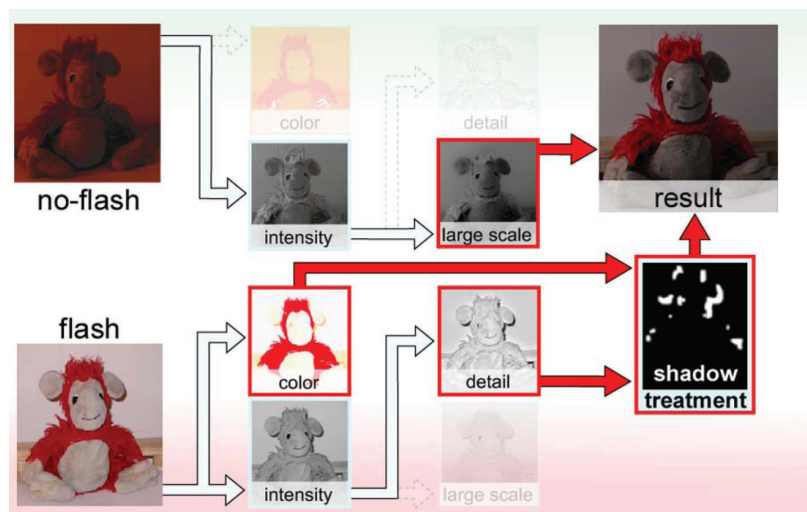 color
detail
no-flash
intensity
large scale
result
flash
color
detail
shadow
treatment
intensity
large scale